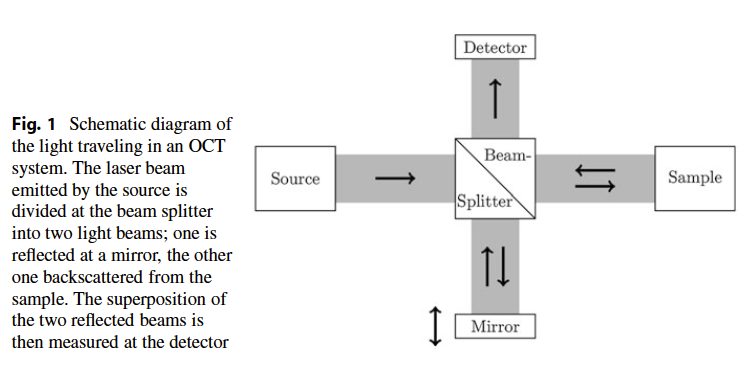 Fig. 1 Schematic diagram of
the light traveling in an OCT
system. The laser beam
emitted by the source is
divided at the beam splitter
into two light beams; one is
reflected at a mirror, the other
one backscattered from the
sample. The superposition of
the two reflected beams is
then measured at the detector
Detector
Source
Beam-
Splitter
Sample
Mirror